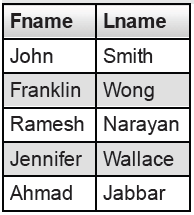 Fname Lname
John Smith
Franklin Wong
Ramesh Narayan
Jennifer Wallace
Ahmad Jabbar